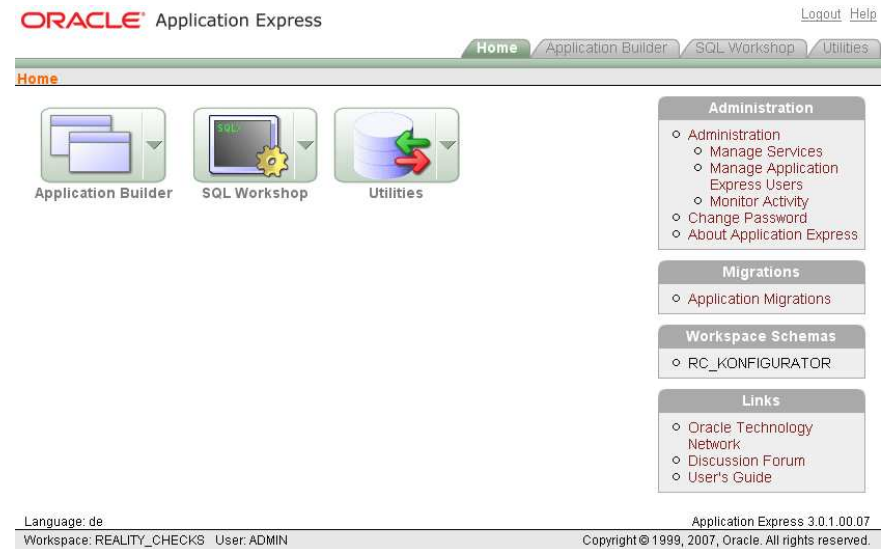 ORACLE Application Express
Logout Help
Home Application Builder SQL Workshop Utilities
Home
SQL>
Application Builder SQL Workshop Utilities
Administration
Administration
Manage Services
Manage Application
Express Users
Monitor Activity
Change Password
About Application Express
Migrations
Application Migrations
Workspace Schemas
RC_KONFIGURATOR
Links
Oracle Technology
Network
Discussion Forum
User's Guide
Language: de
Application Express 3.0.1.00.07
Workspace: REALITY_CHECKS User: ADMIN
Copyright © 1999, 2007, Oracle. All rights reserved.